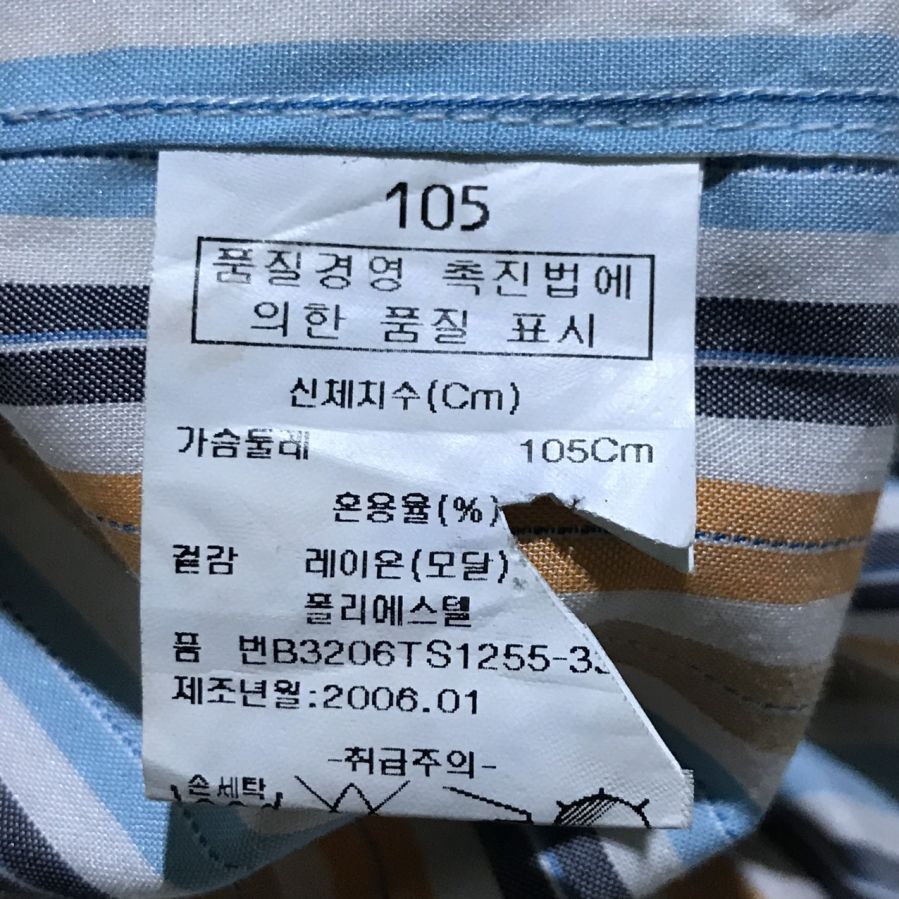 105
품질경영 촉진법에
의한 품질 표시
신체치수(Cm)
가슴둘레 105Cm
혼용율(%)
겉감 레이온(모달)
폴리에스텔
품 번B3206TS1255-3
제조년월:2006.01
-취급주의-
손세탁